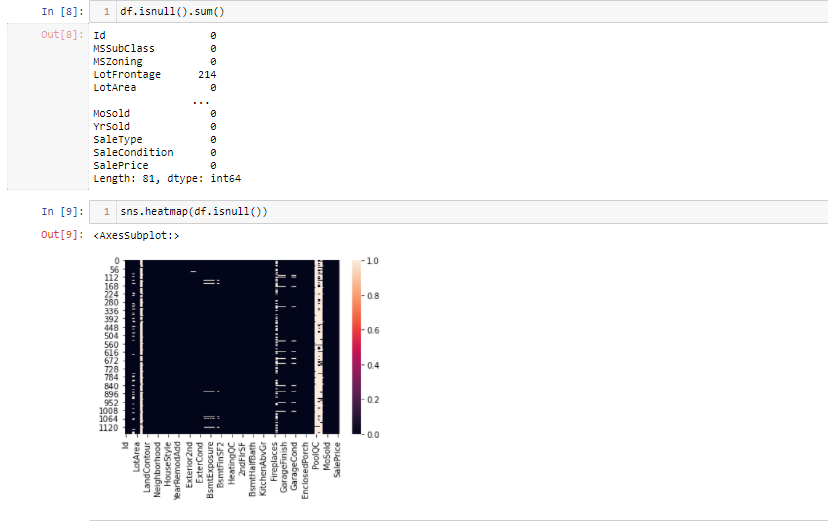 In [8]: 1 df.isnull().sum()
Out[8]: Id 0
MSSubClass 0
MSZoning 0
LotFrontage 214
LotArea 0
...
MoSold 0
YrSold 0
SaleType 0
SaleCondition 0
SalePrice 0
Length: 81, dtype: int64
In [9]: 1 sns.heatmap(df.isnull())
Out[9]: <AxesSubplot:>
0
56
112
168
224
280
336
392
448
504
560
616
672
728
784
840
896
952
1008
1064
1120
1.0
0.8
0.6
0.4
0.2
0.0
Id
LotArea
LandContour
Neighborhood
HouseStyle
YearRemodAdd
Exterior2nd
ExterCond
BsmtExposure
BsmtFinSF2
HeatingQC
2ndFlrSF
BsmtHalfBath
KitchenAbvGr
Fireplaces
GarageFinish
GarageCond
EnclosedPorch
PoolQC
MoSold
SalePrice